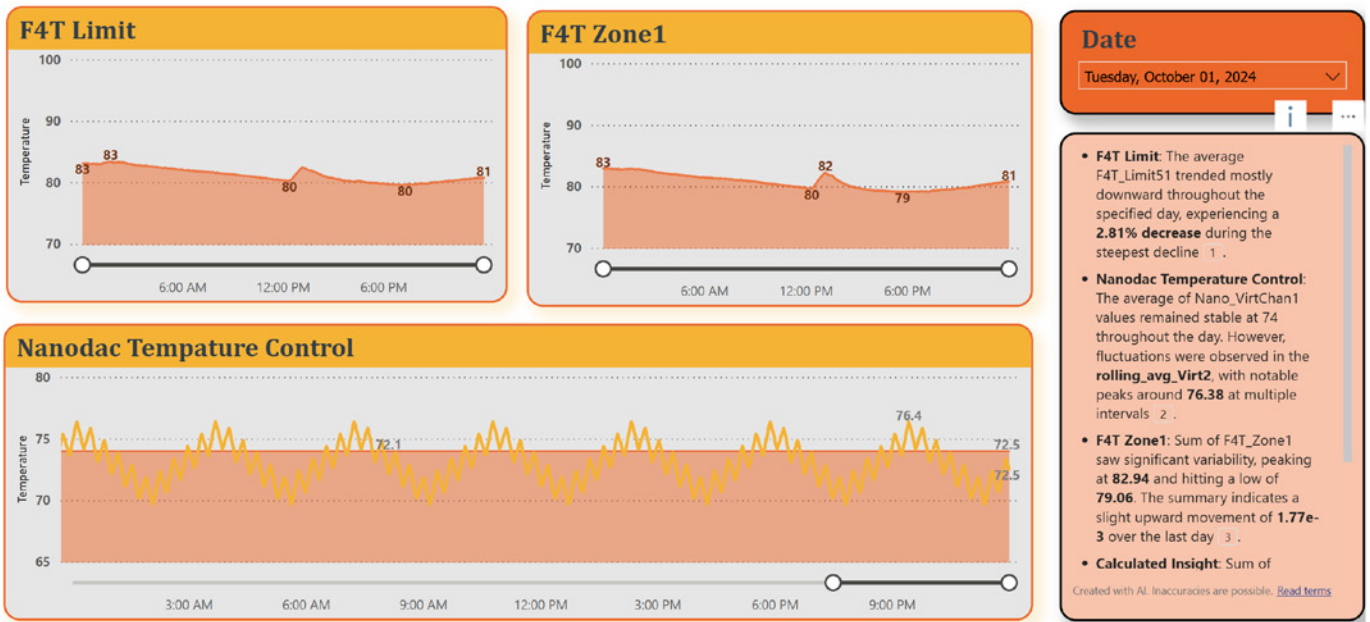 F4T Limit
Temperature
100
90
80
70
83
83
80
80
81
6:00 AM
12:00 PM
6:00 PM
F4T Zone1
Temperature
100
90
80
70
83
80
82
79
81
6:00 AM
12:00 PM
6:00 PM
Date
Tuesday, October 01, 2024
i
...
• F4T Limit: The average
F4T_Limit51 trended mostly
downward throughout the
specified day, experiencing a
2.81% decrease during the
steepest decline 1 .
• Nanodac Temperature Control:
The average of Nano_VirtChan1
values remained stable at 74
throughout the day. However,
fluctuations were observed in the
rolling_avg_Virt2, with notable
peaks around 76.38 at multiple
intervals 2 .
• F4T Zone1: Sum of F4T_Zone1
saw significant variability, peaking
at 82.94 and hitting a low of
79.06. The summary indicates a
slight upward movement of 1.77e-
3 over the last day 3 .
• Calculated Insight: Sum of
Created with AI. Inaccuracies are possible. Read terms
Nanodac Tempature Control
Temperature
80
75
70
65
72.1
76.4
72.5
72.5
3:00 AM
6:00 AM
9:00 AM
12:00 PM
3:00 PM
6:00 PM
9:00 PM